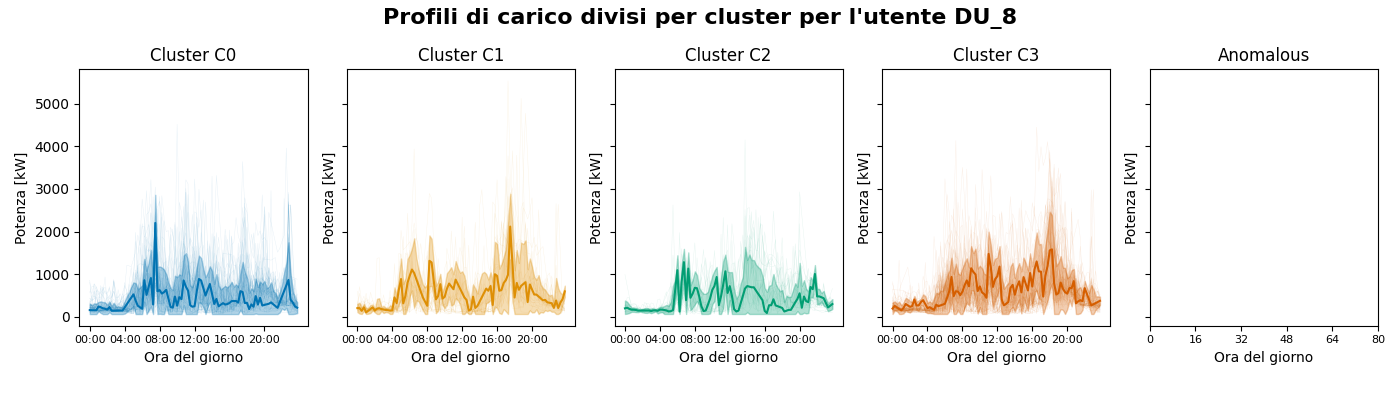 Profili di carico divisi per cluster per l'utente DU_8
Cluster C0
Cluster C1
Cluster C2
Cluster C3
Anomalous
Potenza [kW]
5000
4000
3000
2000
1000
0
00:00 04:00 08:00 12:00 16:00 20:00
Ora del giorno
Potenza [kW]
00:00 04:00 08:00 12:00 16:00 20:00
Ora del giorno
Potenza [kW]
00:00 04:00 08:00 12:00 16:00 20:00
Ora del giorno
Potenza [kW]
00:00 04:00 08:00 12:00 16:00 20:00
Ora del giorno
Potenza [kW]
0 16 32 48 64 80
Ora del giorno